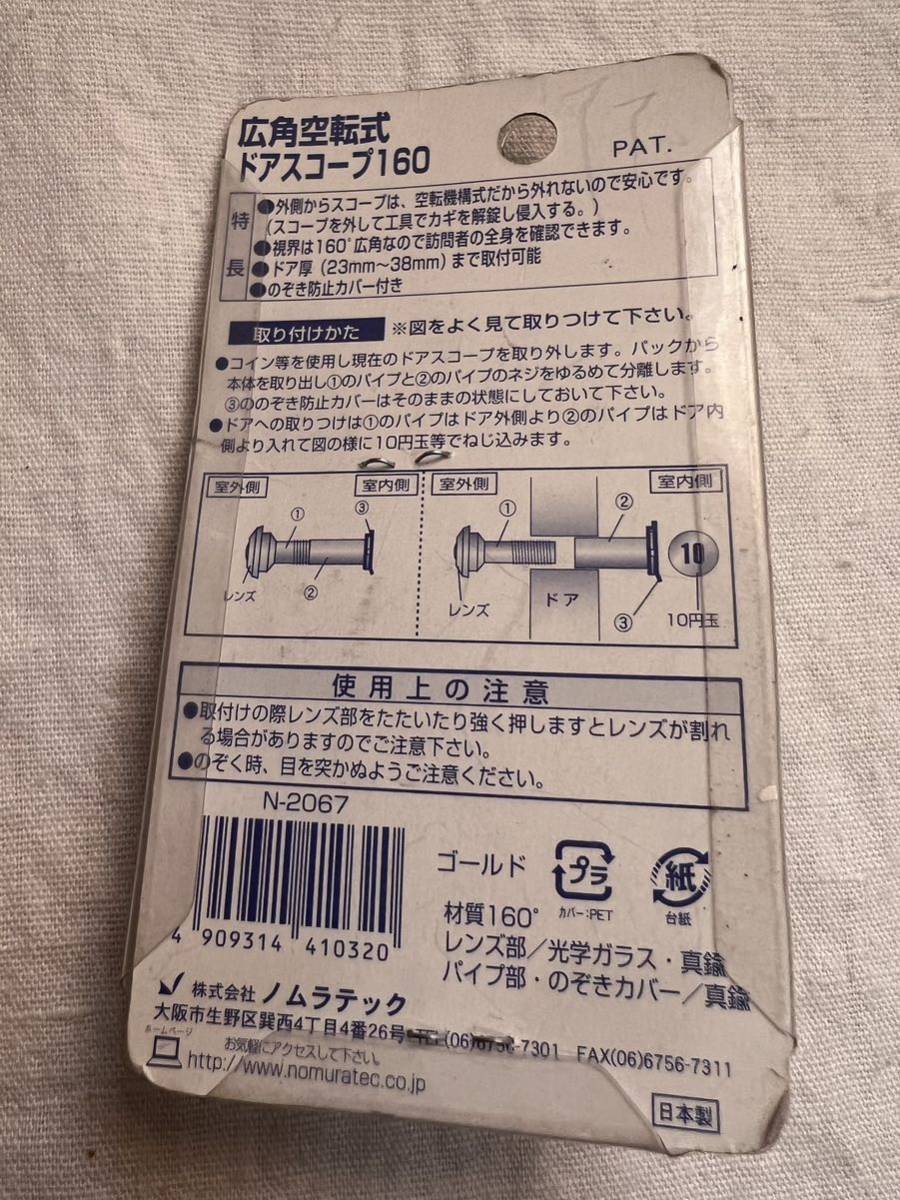 広角空転式
ドアスコープ160
PAT.
特長
●外側からスコープは、空転機構式だから外れないので安心です。
(スコープを外して工具でカギを解錠し侵入する。)
●視界は160°広角なので訪問者の全身を確認できます。
●ドア厚(23mm〜38mm)まで取付可能
●のぞき防止カバー付き
取り付けかた ※図をよく見て取りつけて下さい。
●コイン等を使用し現在のドアスコープを取り外します。パックから
本体を取り出し①のパイプと②のパイプのネジをゆるめて分離します。
③ののぞき防止カバーはそのままの状態にしておいて下さい。
●ドアへの取りつけは①のパイプはドア外側より②のパイプはドア内
側より入れて図の様に10円玉等でねじ込みます。
室外側 室内側 室外側 室内側
① ③ ① ②
10
レンズ ② レンズ ドア ③ 10円玉
使用上の注意
●取付けの際レンズ部をたたいたり強く押しますとレンズが割れ
る場合がありますのでご注意下さい。
●のぞく時、目を突かぬようご注意ください。
N-2067
4 909314 410320
ゴールド
プラ
カバー:PET
紙
台紙
材質160°
レンズ部/光学ガラス・真鍮
パイプ部・のぞきカバー/真鍮
株式会社 ノムラテック
大阪市生野区巽西4丁目4番26号 TEL(06)6756-7301 FAX(06)6756-7311
ホームページ
お気軽にアクセスして下さい。
http://www.nomuratec.co.jp
日本製